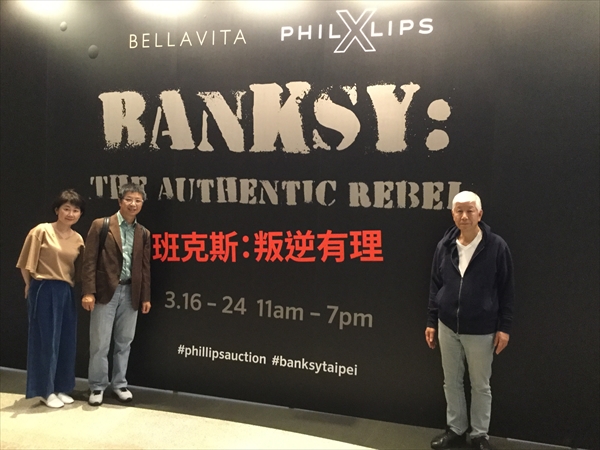 BELLAVITA PHILXLIPS
BANKSY:
THE AUTHENTIC REBEL
班克斯：叛逆有理
3.16 – 24 11am – 7pm
#phillipsauction #banksytaipei